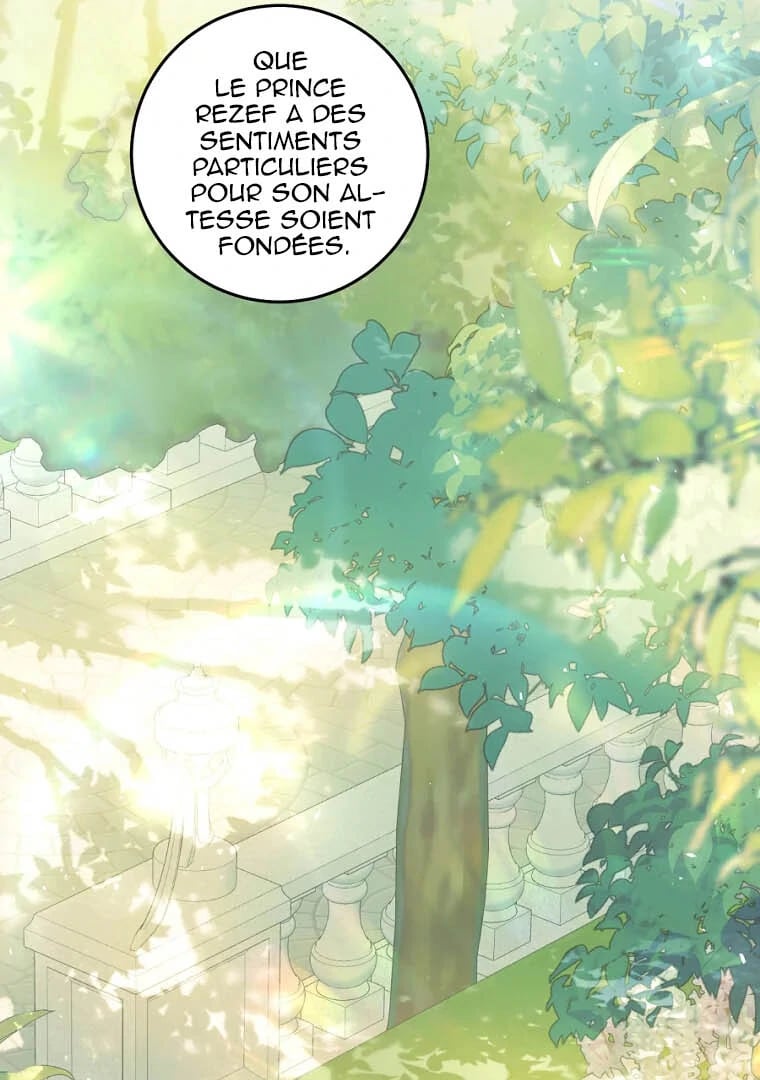 QUE
LE PRINCE
REZEF A DES
SENTIMENTS
PARTICULIERS
POUR SON AL-
TESSE SOIENT
FONDÉES.